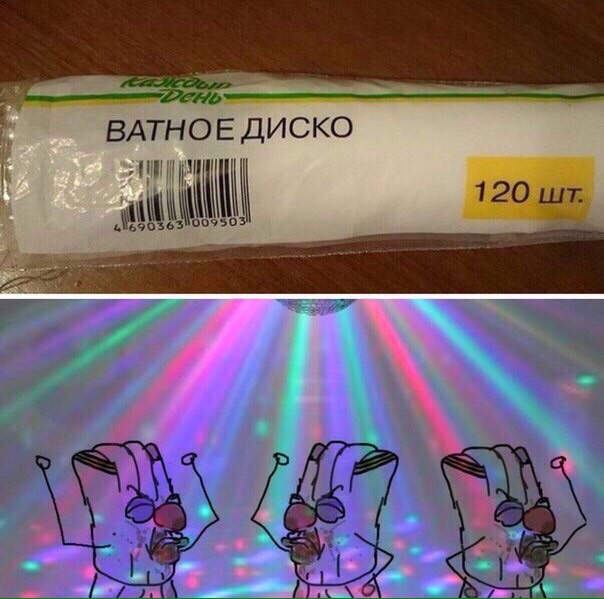 Каждый
День
ВАТНОЕ ДИСКО
120 шт.
4 690363 009503